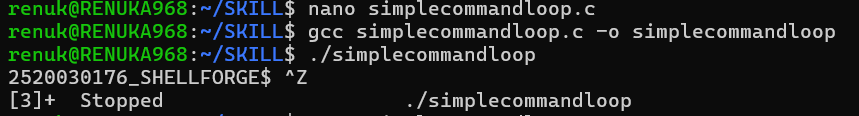 renuk@RENUKA968:~/SKILL$ nano simplecommandloop.c
renuk@RENUKA968:~/SKILL$ gcc simplecommandloop.c -o simplecommandloop
renuk@RENUKA968:~/SKILL$ ./simplecommandloop
2520030176_SHELLFORGE$ ^Z
[3]+  Stopped                 ./simplecommandloop